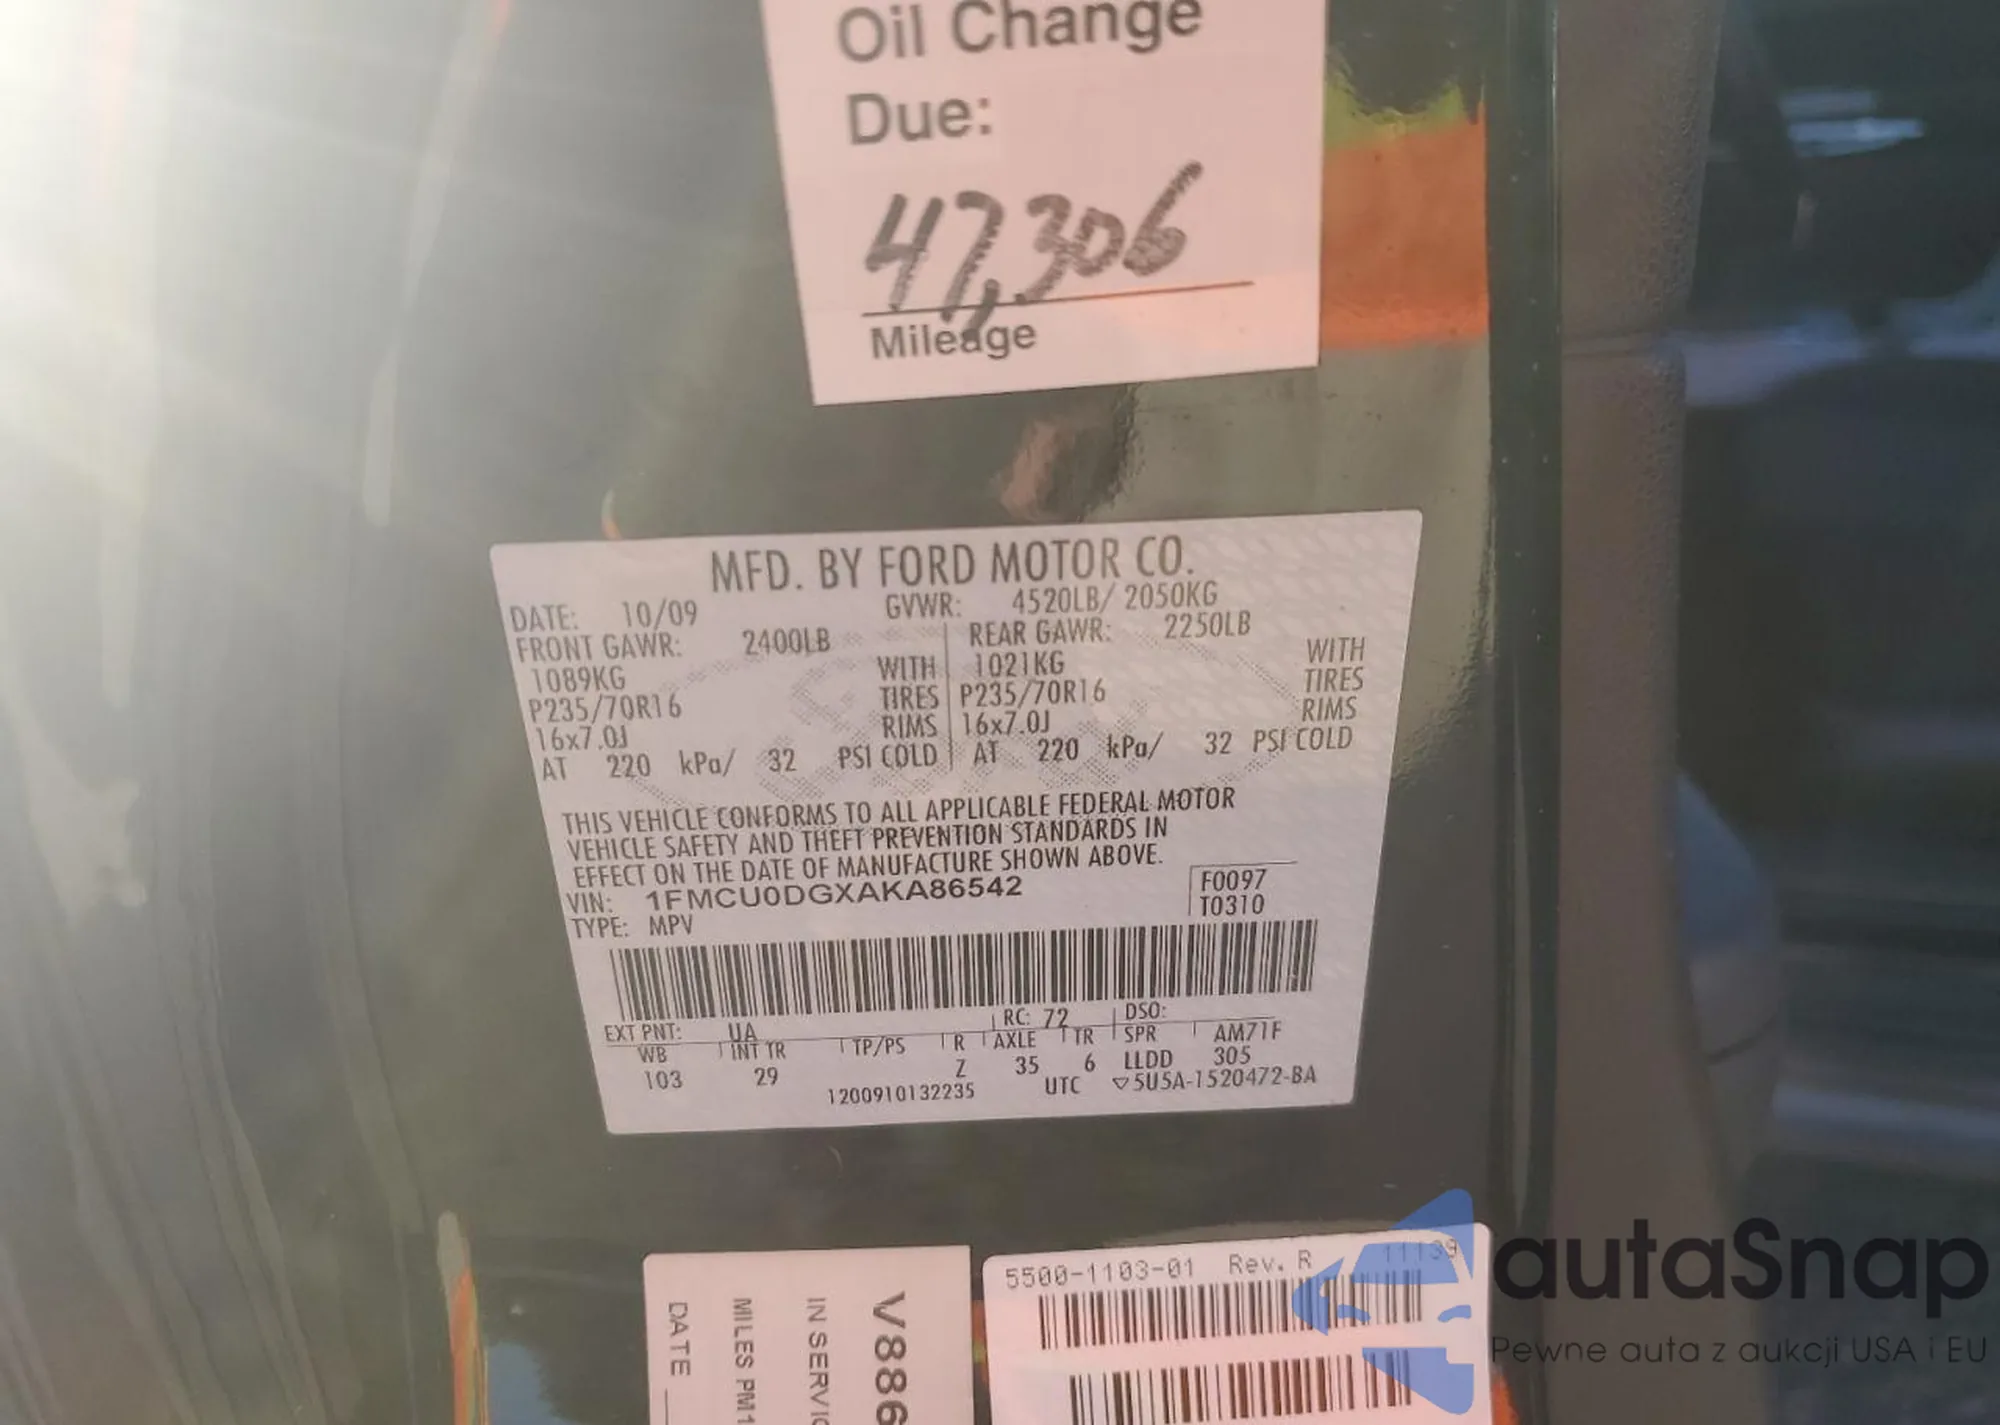 Oil Change
Due:
47,306
Mileage
MFD. BY FORD MOTOR CO.
DATE: 10/09 GVWR: 4520LB/ 2050KG
FRONT GAWR: 2400LB REAR GAWR: 2250LB
1089KG WITH 1021KG WITH
P235/70R16 TIRES P235/70R16 TIRES
16x7.0J RIMS 16x7.0J RIMS
AT 220 kPa/ 32 PSI COLD AT 220 kPa/ 32 PSI COLD
THIS VEHICLE CONFORMS TO ALL APPLICABLE FEDERAL MOTOR
VEHICLE SAFETY AND THEFT PREVENTION STANDARDS IN
EFFECT ON THE DATE OF MANUFACTURE SHOWN ABOVE.
VIN: 1FMCU0DGXAKA86542 F0097
TYPE: MPV T0310
EXT PNT: UA RC: 72 DSO:
WB INT TR TP/PS R AXLE TR SPR AM71F
103 29 Z 35 6 LLDD 305
1200910132235 UTC ▽5U5A-1520472-BA
DATE
MILES PM1
IN SERVIC
V886
5500-1103-01 Rev. R 11139
autaSnap
Pewne auta z aukcji USA i EU